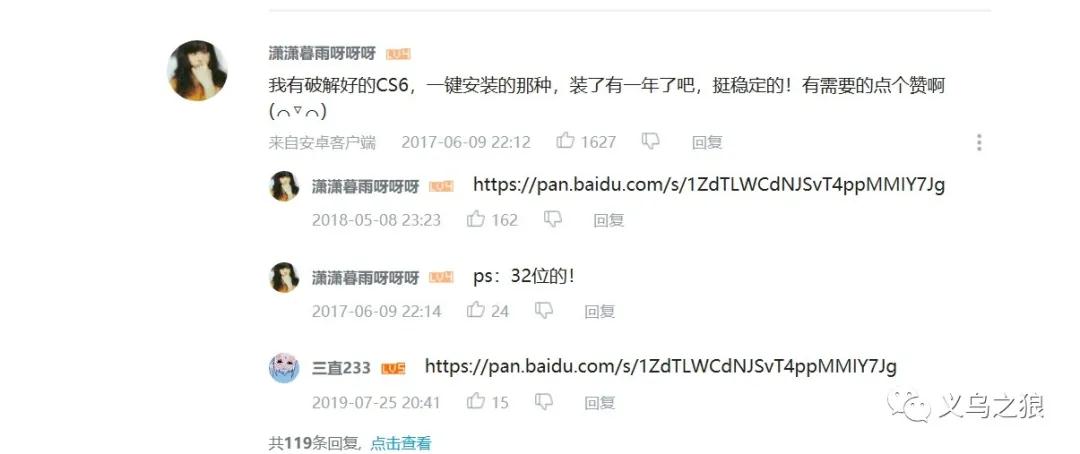 潇潇暮雨呀呀呀 LV4
我有破解好的CS6，一键安装的那种，装了有一年了吧，挺稳定的！有需要的点个赞啊
(⌒▽⌒)
来自安卓客户端 2017-06-09 22:12 1627 回复
潇潇暮雨呀呀呀 LV4 https://pan.baidu.com/s/1ZdTLWCdNJSvT4ppMMIY7Jg
2018-05-08 23:23 162 回复
潇潇暮雨呀呀呀 LV4 ps：32位的！
2017-06-09 22:14 24 回复
三直233 LV5 https://pan.baidu.com/s/1ZdTLWCdNJSvT4ppMMIY7Jg
2019-07-25 20:41 15 回复
义乌之狼
共119条回复, 点击查看